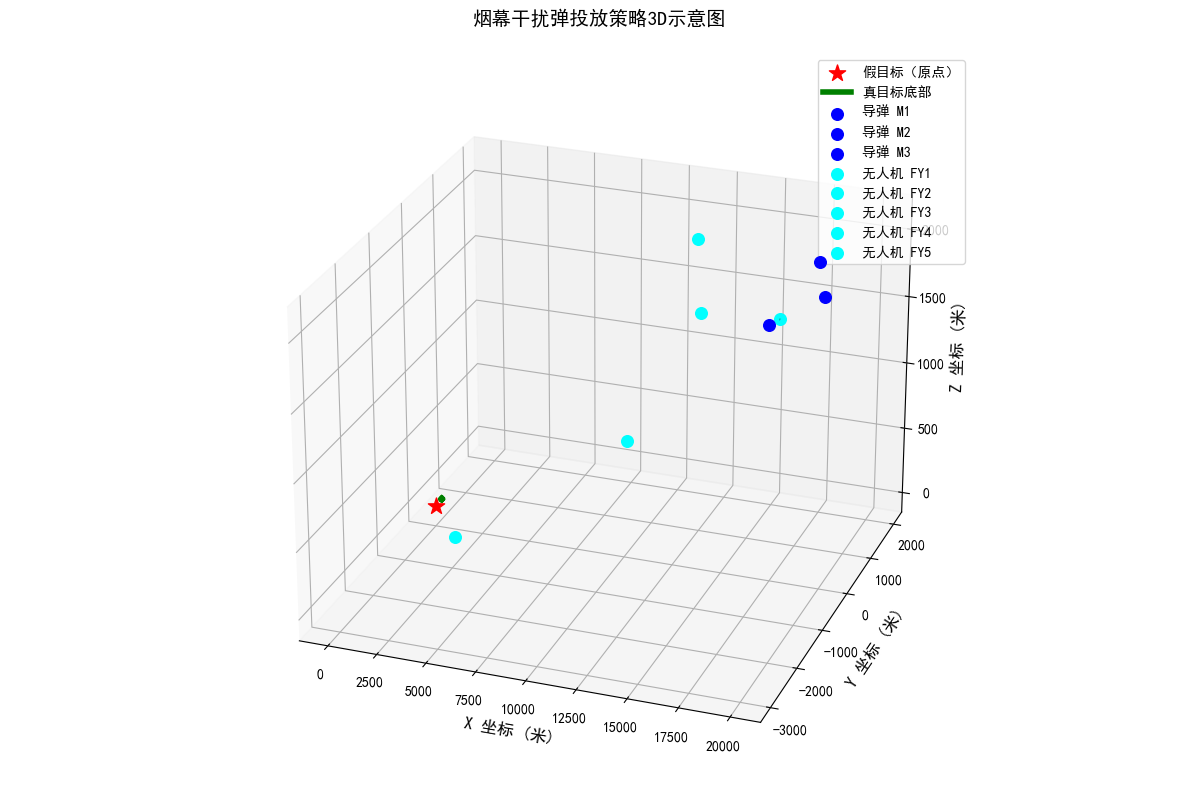 烟幕干扰弹投放策略3D示意图
假目标（原点）
真目标底部
导弹 M1
导弹 M2
导弹 M3
无人机 FY1
无人机 FY2
无人机 FY3
无人机 FY4
无人机 FY5
2000
1500
1000
500
0
Z 坐标 (米)
2000
1000
0
−1000
−2000
−3000
Y 坐标 (米)
0
2500
5000
7500
10000
12500
15000
17500
20000
X 坐标 (米)